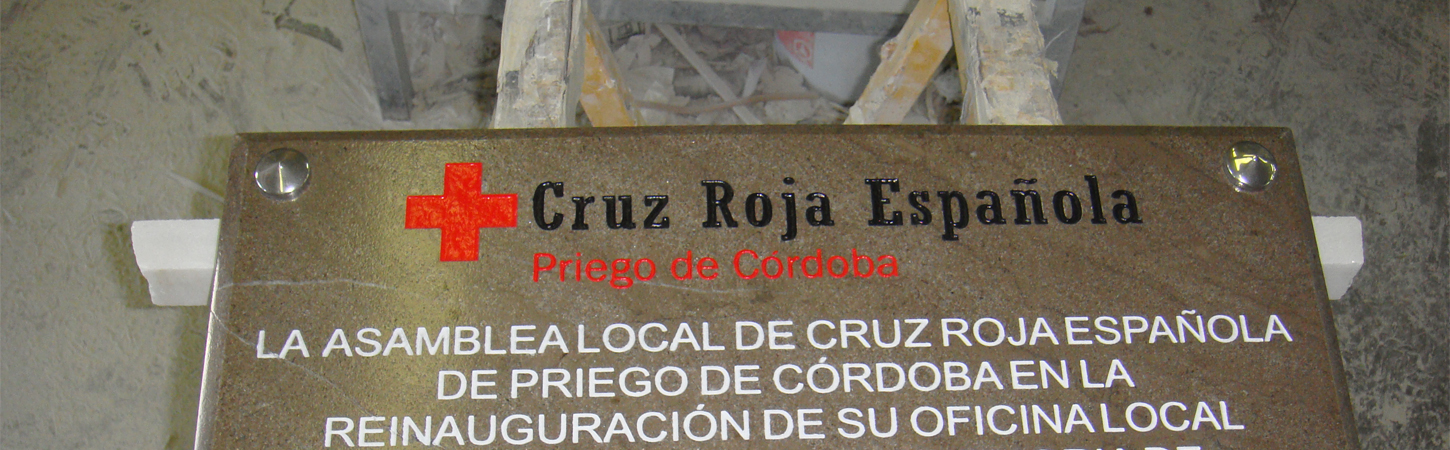 Cruz Roja Española
Priego de Córdoba
LA ASAMBLEA LOCAL DE CRUZ ROJA ESPAÑOLA
DE PRIEGO DE CÓRDOBA EN LA
REINAUGURACIÓN DE SU OFICINA LOCAL